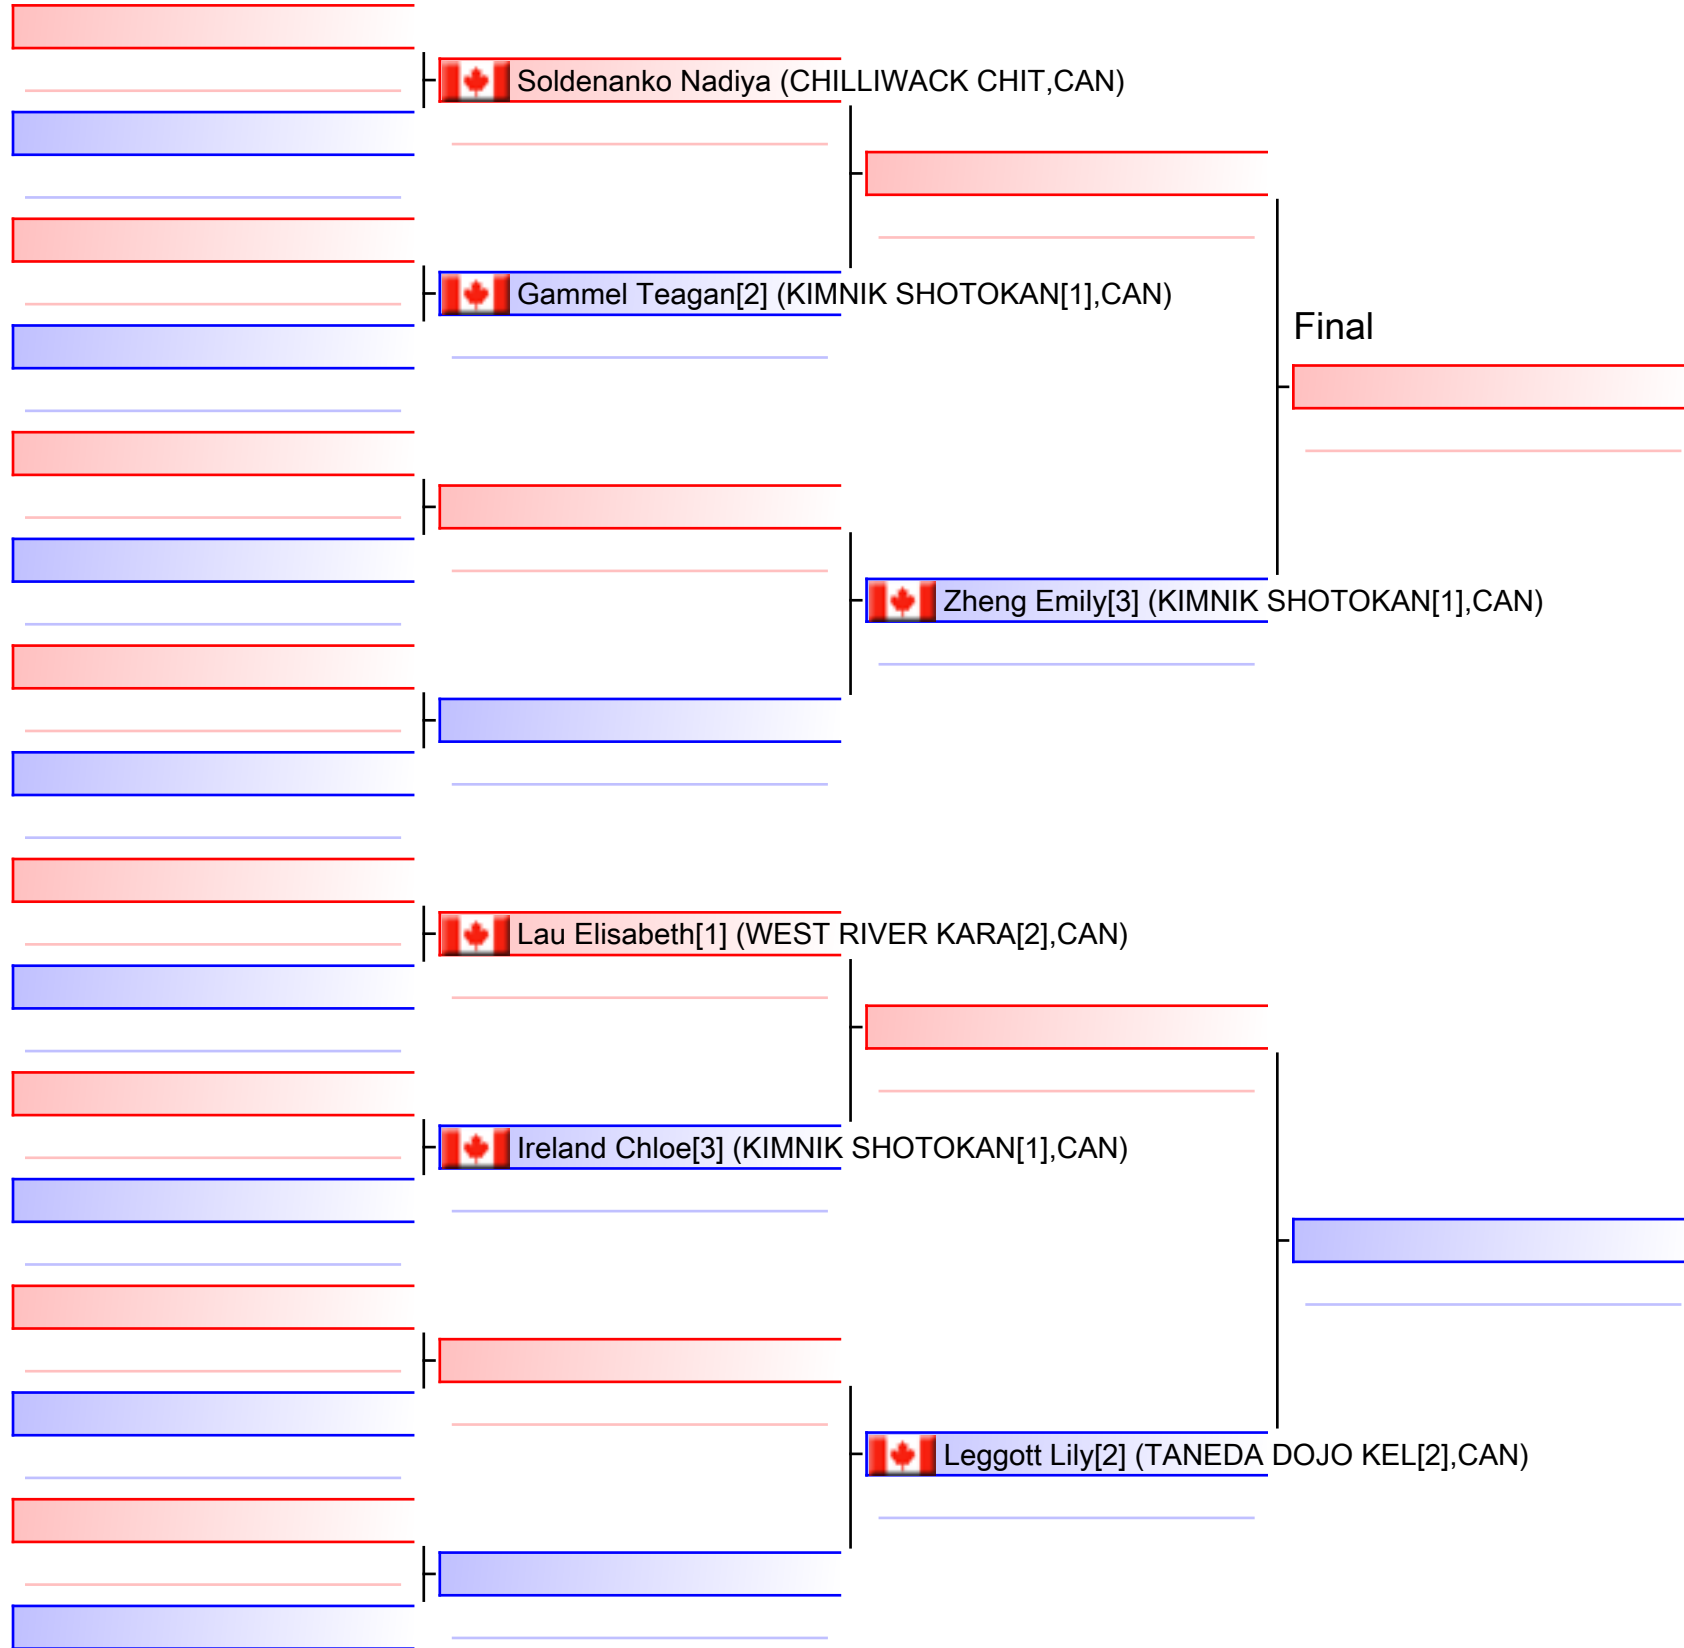 Soldenanko Nadiya (CHILLIWACK CHIT,CAN)
Gammel Teagan[2] (KIMNIK SHOTOKAN[1],CAN)
Final
Zheng Emily[3] (KIMNIK SHOTOKAN[1],CAN)
Lau Elisabeth[1] (WEST RIVER KARA[2],CAN)
Ireland Chloe[3] (KIMNIK SHOTOKAN[1],CAN)
Leggott Lily[2] (TANEDA DOJO KEL[2],CAN)